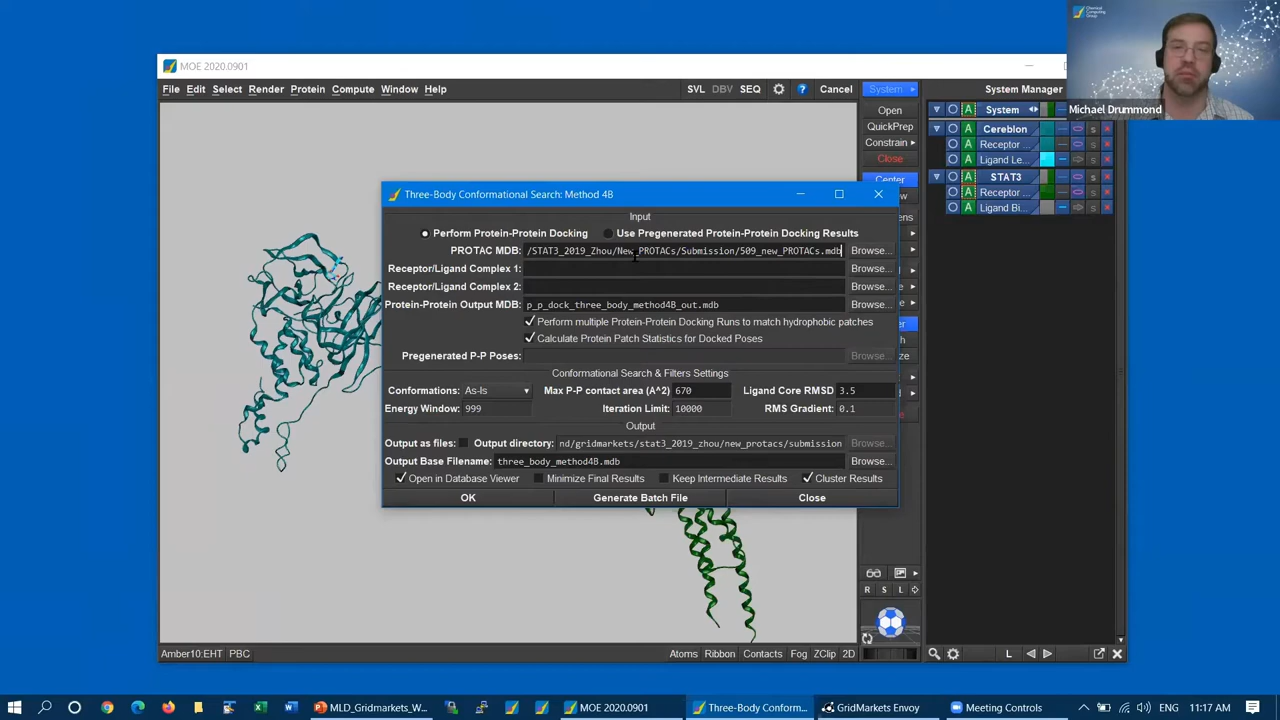 Chemical Computing Group
MOE 2020.0901
File Edit Select Render Protein Compute Window Help
SVL DBV SEQ Cancel System System Manager
Michael Drummond
Open
System
QuickPrep
Cereblon
Constrain
Receptor ...
Close
Ligand Le...
Center
STAT3
Receptor ...
Ligand Bi...
Three-Body Conformational Search: Method 4B
Input
Perform Protein-Protein Docking Use Pregenerated Protein-Protein Docking Results
PROTAC MDB: /STAT3_2019_Zhou/New_PROTACs/Submission/509_new_PROTACs.mdb Browse...
Receptor/Ligand Complex 1: Browse...
Receptor/Ligand Complex 2: Browse...
Protein-Protein Output MDB: p_p_dock_three_body_method4B_out.mdb Browse...
Perform multiple Protein-Protein Docking Runs to match hydrophobic patches
Calculate Protein Patch Statistics for Docked Poses
Pregenerated P-P Poses: Browse...
Conformational Search & Filters Settings
Conformations: As-Is Max P-P contact area (A^2) 670 Ligand Core RMSD 3.5
Energy Window: 999 Iteration Limit: 10000 RMS Gradient: 0.1
Output
Output as files: Output directory: nd/gridmarkets/stat3_2019_zhou/new_protacs/submission Browse...
Output Base Filename: three_body_method4B.mdb Browse...
Open in Database Viewer Minimize Final Results Keep Intermediate Results Cluster Results
OK Generate Batch File Close
R S L
Amber10:EHT PBC Atoms Ribbon Contacts Fog ZClip 2D L
MLD_Gridmarkets_W... MOE 2020.0901 Three-Body Conform... GridMarkets Envoy Meeting Controls ENG 11:17 AM